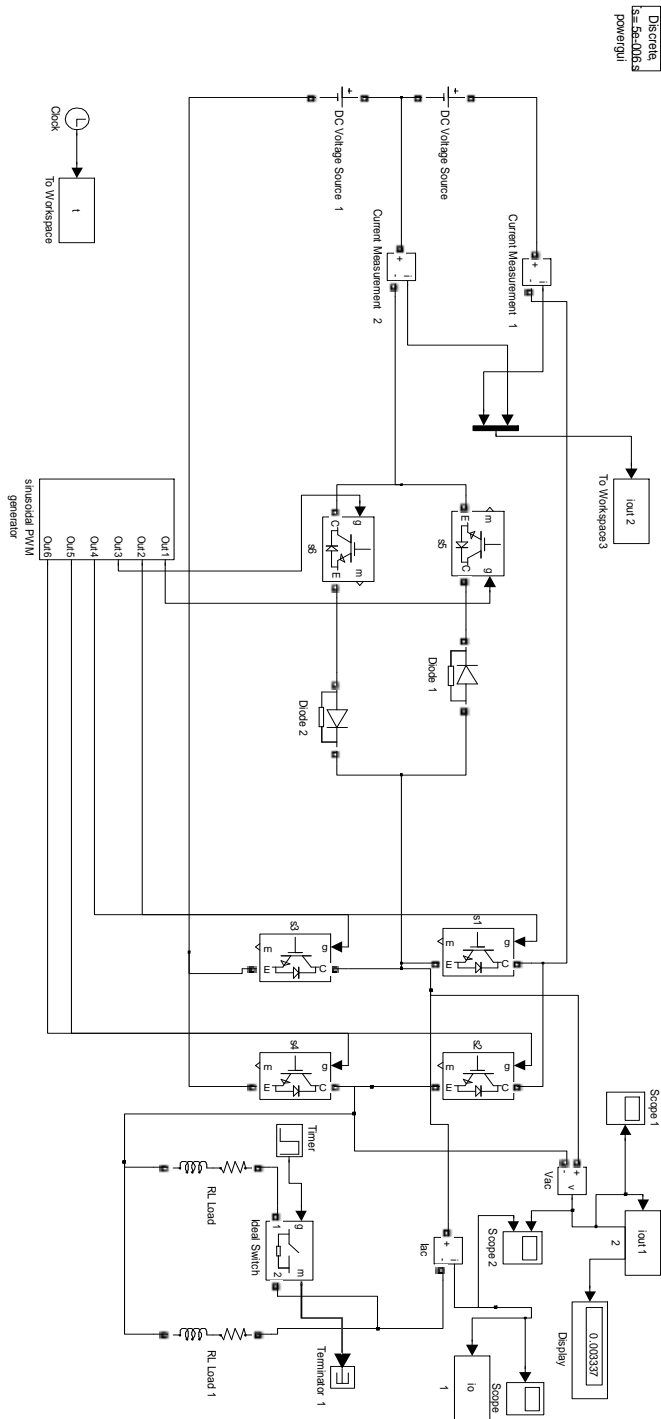 Discrete,
s = 5e-006 s
powergui
Clock
t
To Workspace
DC Voltage Source 1
DC Voltage Source
Current Measurement 2
+
-
i
Current Measurement 1
+
-
i
iout 2
To Workspace3
sinusoidal PWM
generator
Out1
Out2
Out4
Out3
Out5
Out6
g
C
E
m
s6
m
E
C
g
s5
Diode 1
Diode 2
s1
g
m
C
E
s3
g
m
C
E
s2
g
m
C
E
s4
g
m
C
E
Timer
RL Load
g
1
m
2
Ideal Switch
RL Load 1
Terminator 1
+
-
i
Iac
+
-
v
Vac
Scope 1
Scope 2
iout 1
2
0.003337
Display
io
1
Scope